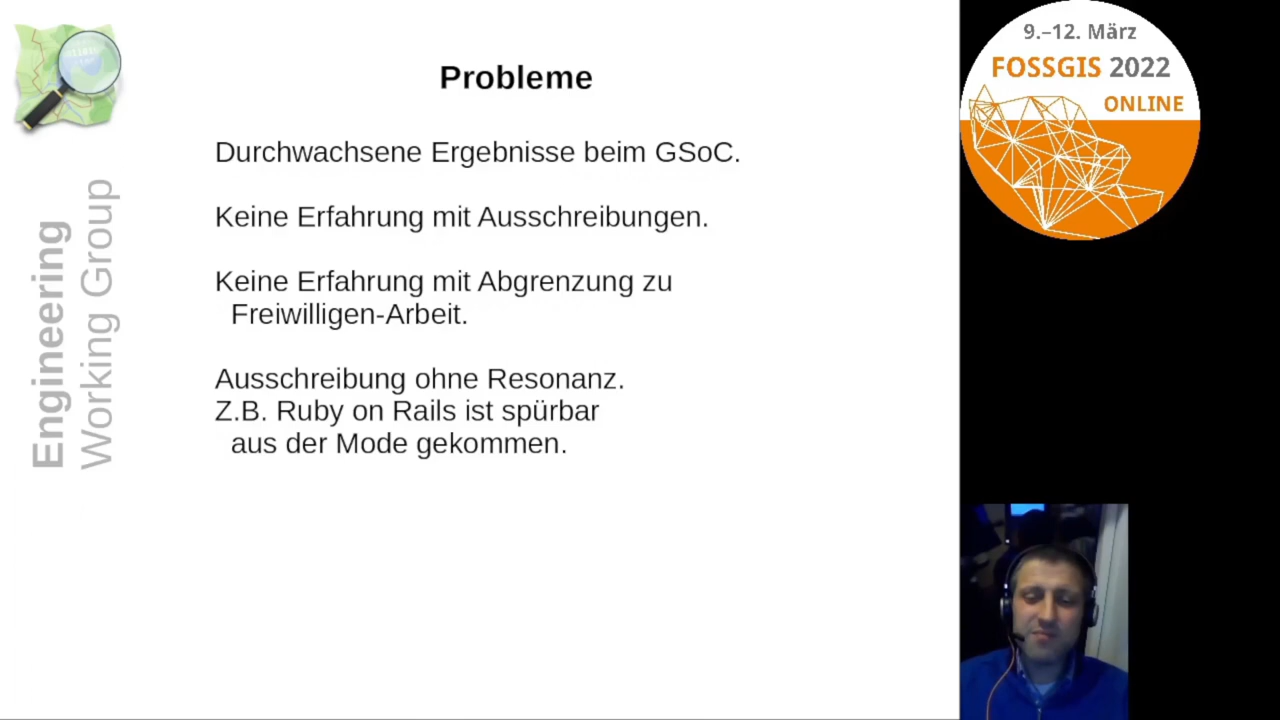 Probleme
Durchwachsene Ergebnisse beim GSoC.
Keine Erfahrung mit Ausschreibungen.
Keine Erfahrung mit Abgrenzung zu
Freiwilligen-Arbeit.
Ausschreibung ohne Resonanz.
Z.B. Ruby on Rails ist spürbar
aus der Mode gekommen.
Engineering
Working Group
9.–12. März
FOSSGIS 2022
ONLINE